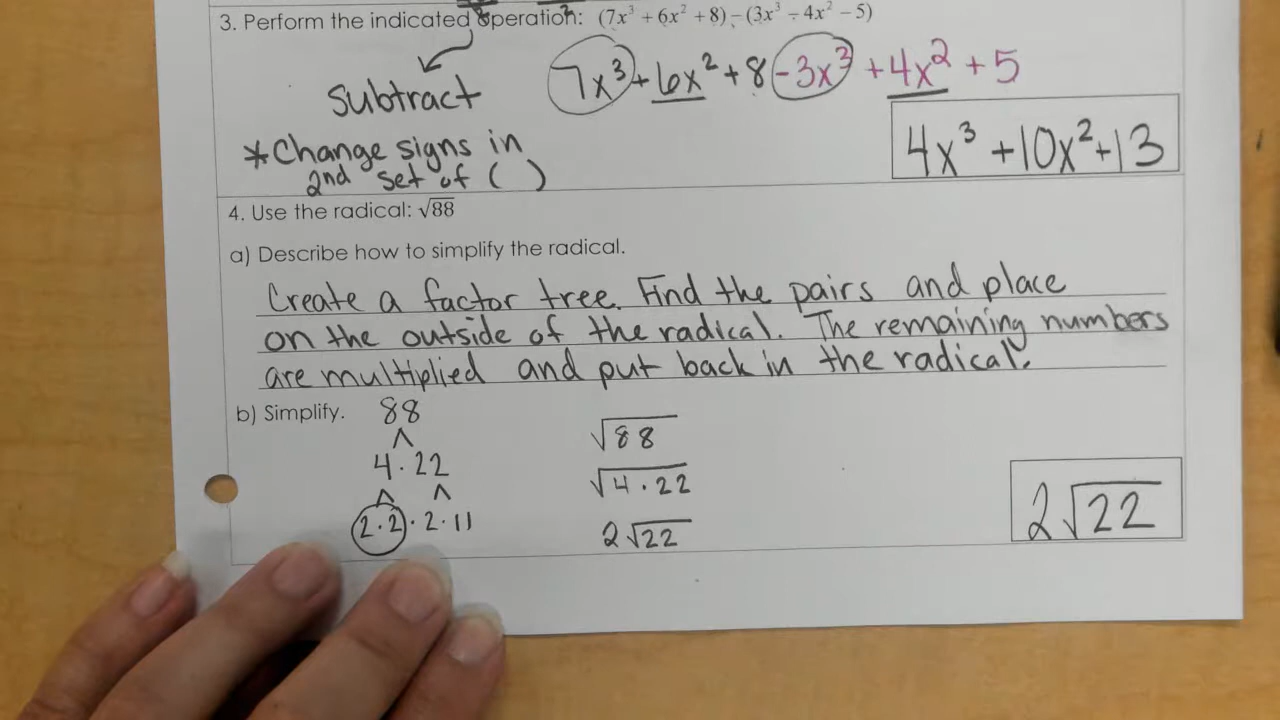 3. Perform the indicated operation: (7x³ + 6x² + 8) – (3x³ – 4x² – 5)
Subtract
7x³ + 6x² + 8 - 3x³ + 4x² + 5
*Change signs in
2nd set of ( )
4x³ + 10x² + 13
4. Use the radical: √88
a) Describe how to simplify the radical.
Create a factor tree. Find the pairs and place
on the outside of the radical. The remaining numbers
are multiplied and put back in the radical.
b) Simplify.
88
4 · 22
2 · 2 · 2 · 11
√88
√4 · 22
2√22
2√22